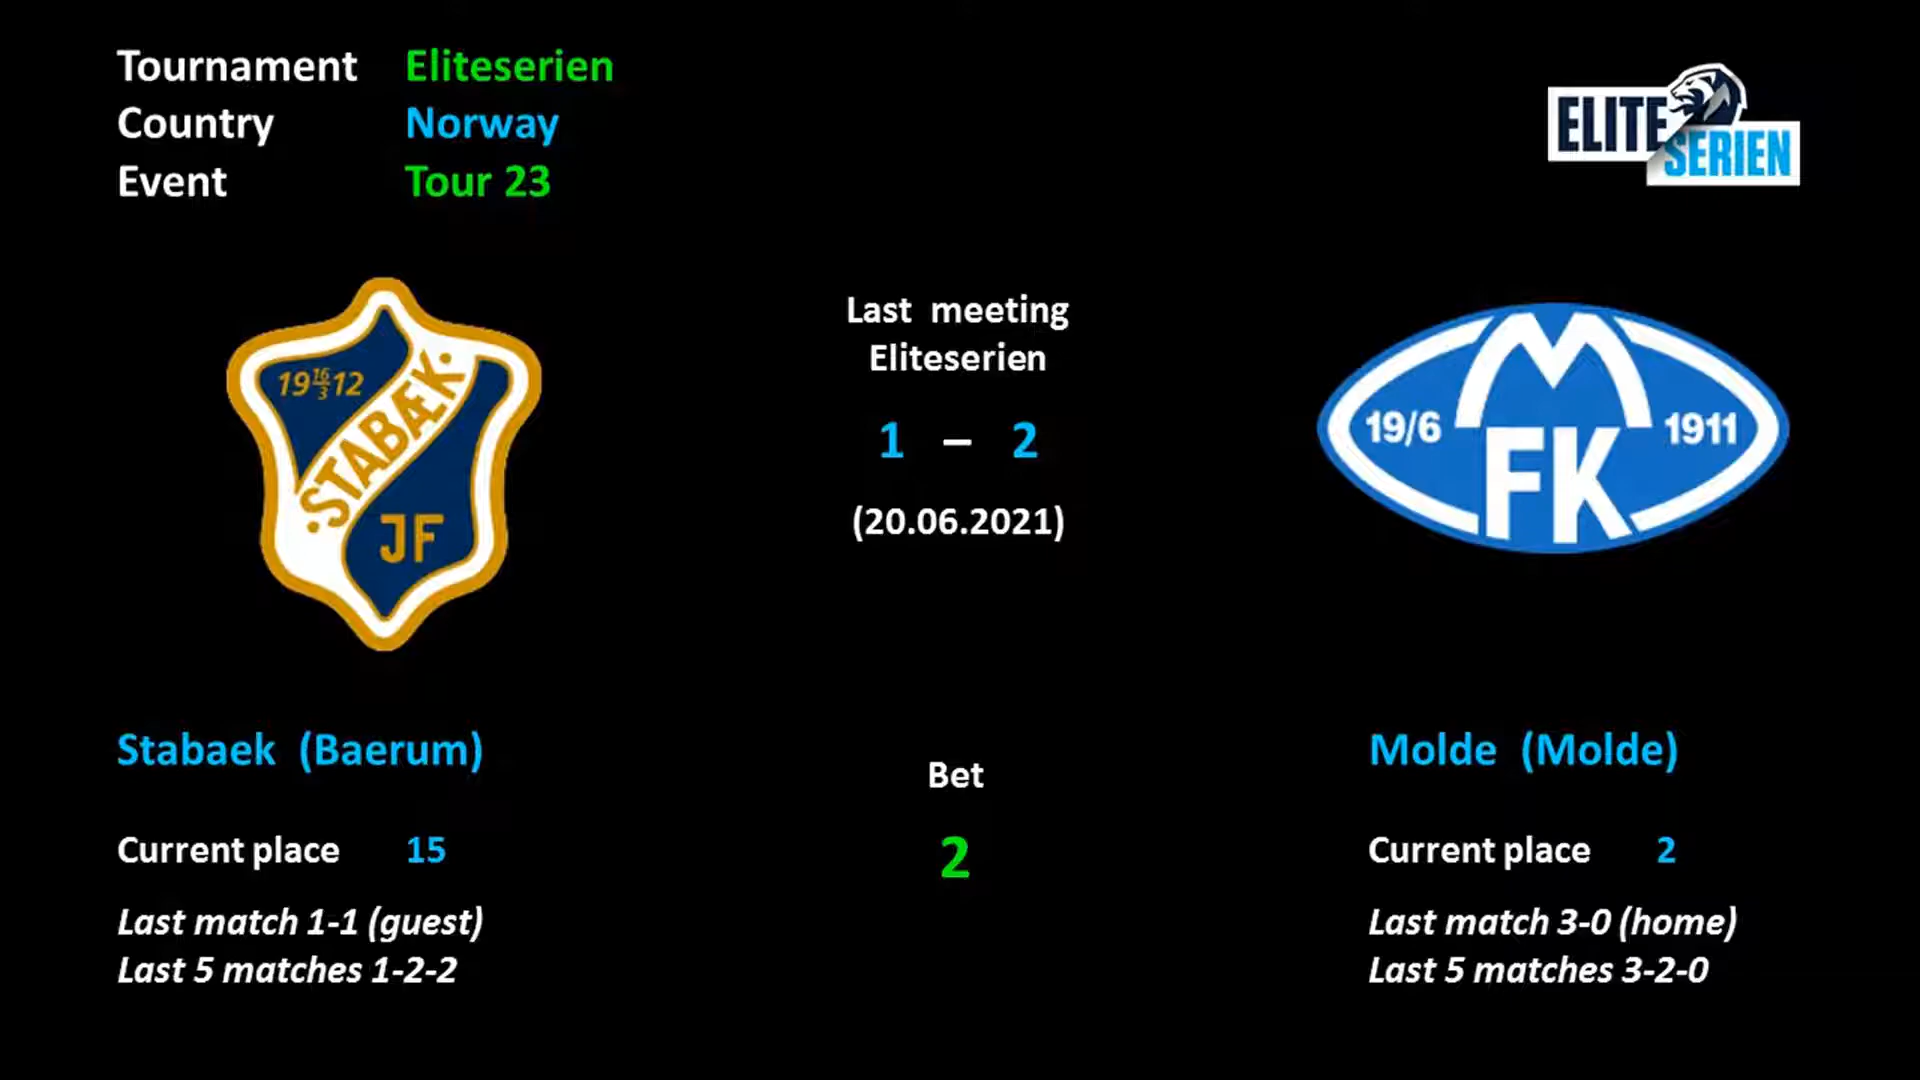 Tournament Eliteserien
Country Norway
Event Tour 23
ELITE
SERIEN
Last meeting
Eliteserien
1 – 2
(20.06.2021)
19 16/3 12
·STABÆK·
JF
M
19/6 1911
FK
Stabaek (Baerum)
Bet
2
Molde (Molde)
Current place 15
Last match 1-1 (guest)
Last 5 matches 1-2-2
Current place 2
Last match 3-0 (home)
Last 5 matches 3-2-0